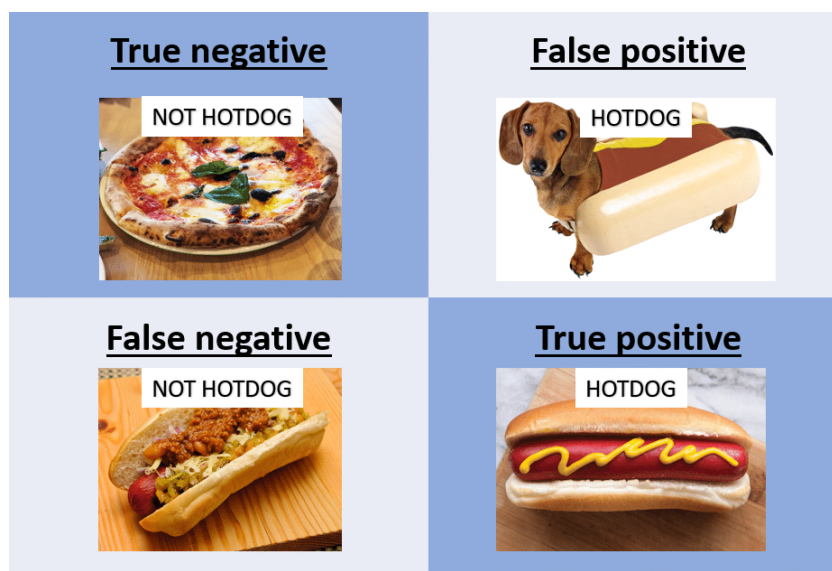 True negative
NOT HOTDOG
False positive
HOTDOG
False negative
NOT HOTDOG
True positive
HOTDOG